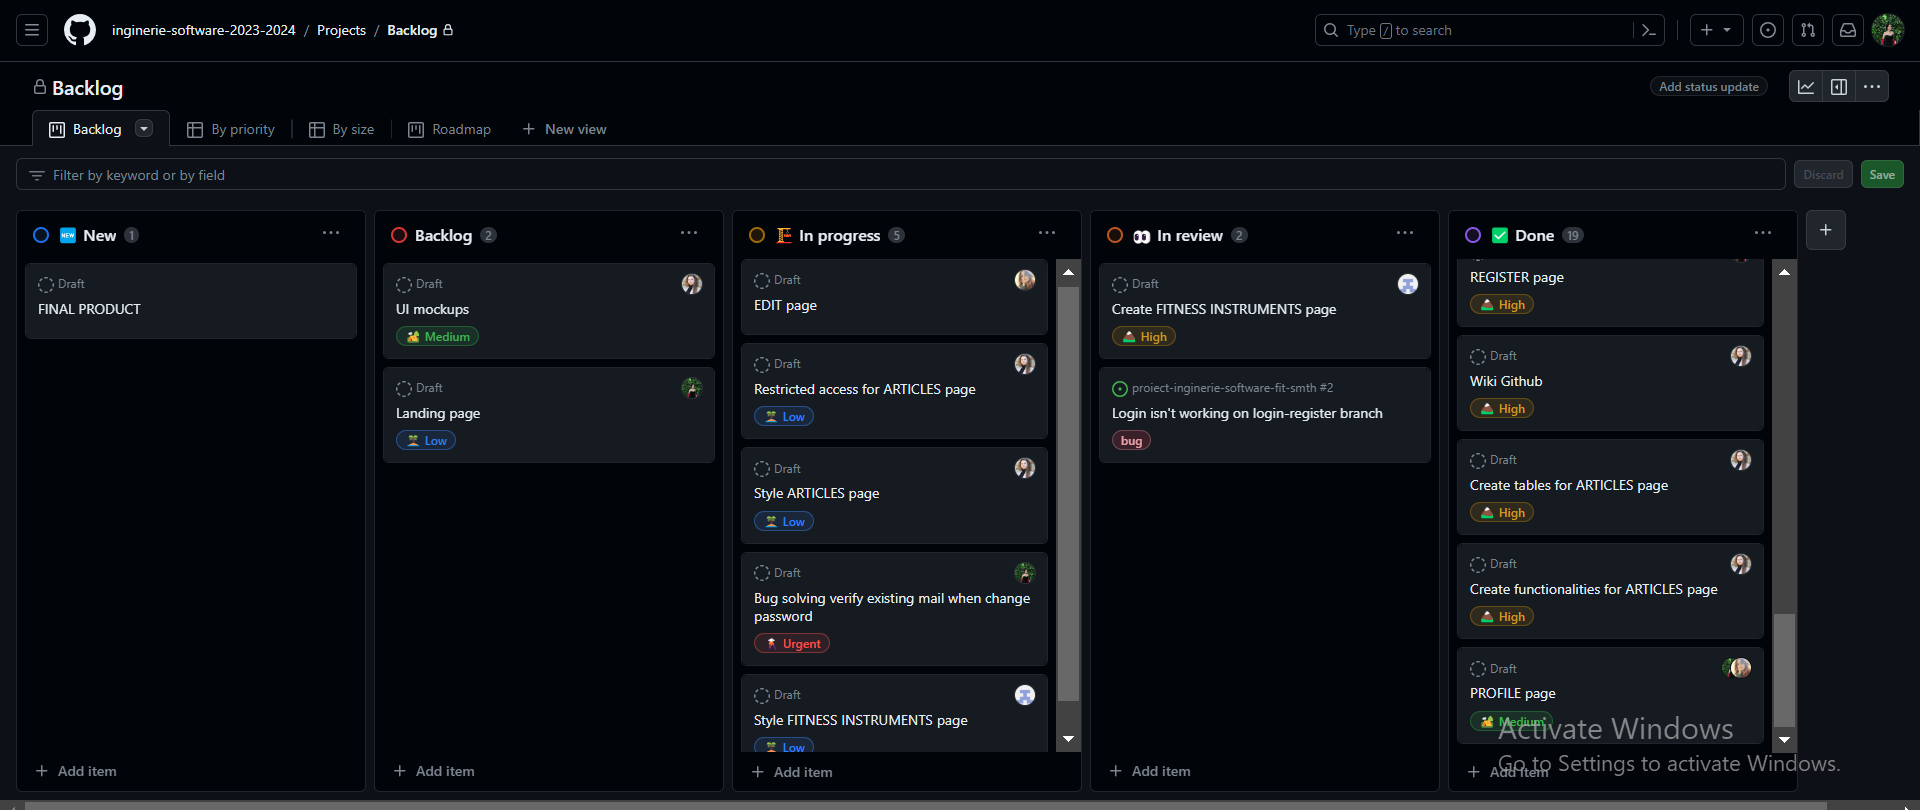 inginerie-software-2023-2024 / Projects / Backlog
Type / to search
Backlog
Add status update
Backlog
By priority
By size
Roadmap
New view
Filter by keyword or by field
Discard
Save
NEW New 1
Draft
FINAL PRODUCT
Add item
Backlog 2
Draft
UI mockups
Medium
Draft
Landing page
Low
Add item
In progress 5
Draft
EDIT page
Draft
Restricted access for ARTICLES page
Low
Draft
Style ARTICLES page
Low
Draft
Bug solving verify existing mail when change
password
Urgent
Draft
Style FITNESS INSTRUMENTS page
Low
Add item
In review 2
Draft
Create FITNESS INSTRUMENTS page
High
proiect-inginerie-software-fit-smth #2
Login isn't working on login-register branch
bug
Add item
Done 19
REGISTER page
High
Draft
Wiki Github
High
Draft
Create tables for ARTICLES page
High
Draft
Create functionalities for ARTICLES page
High
Draft
PROFILE page
Medium
Add item
Activate Windows
Go to Settings to activate Windows.